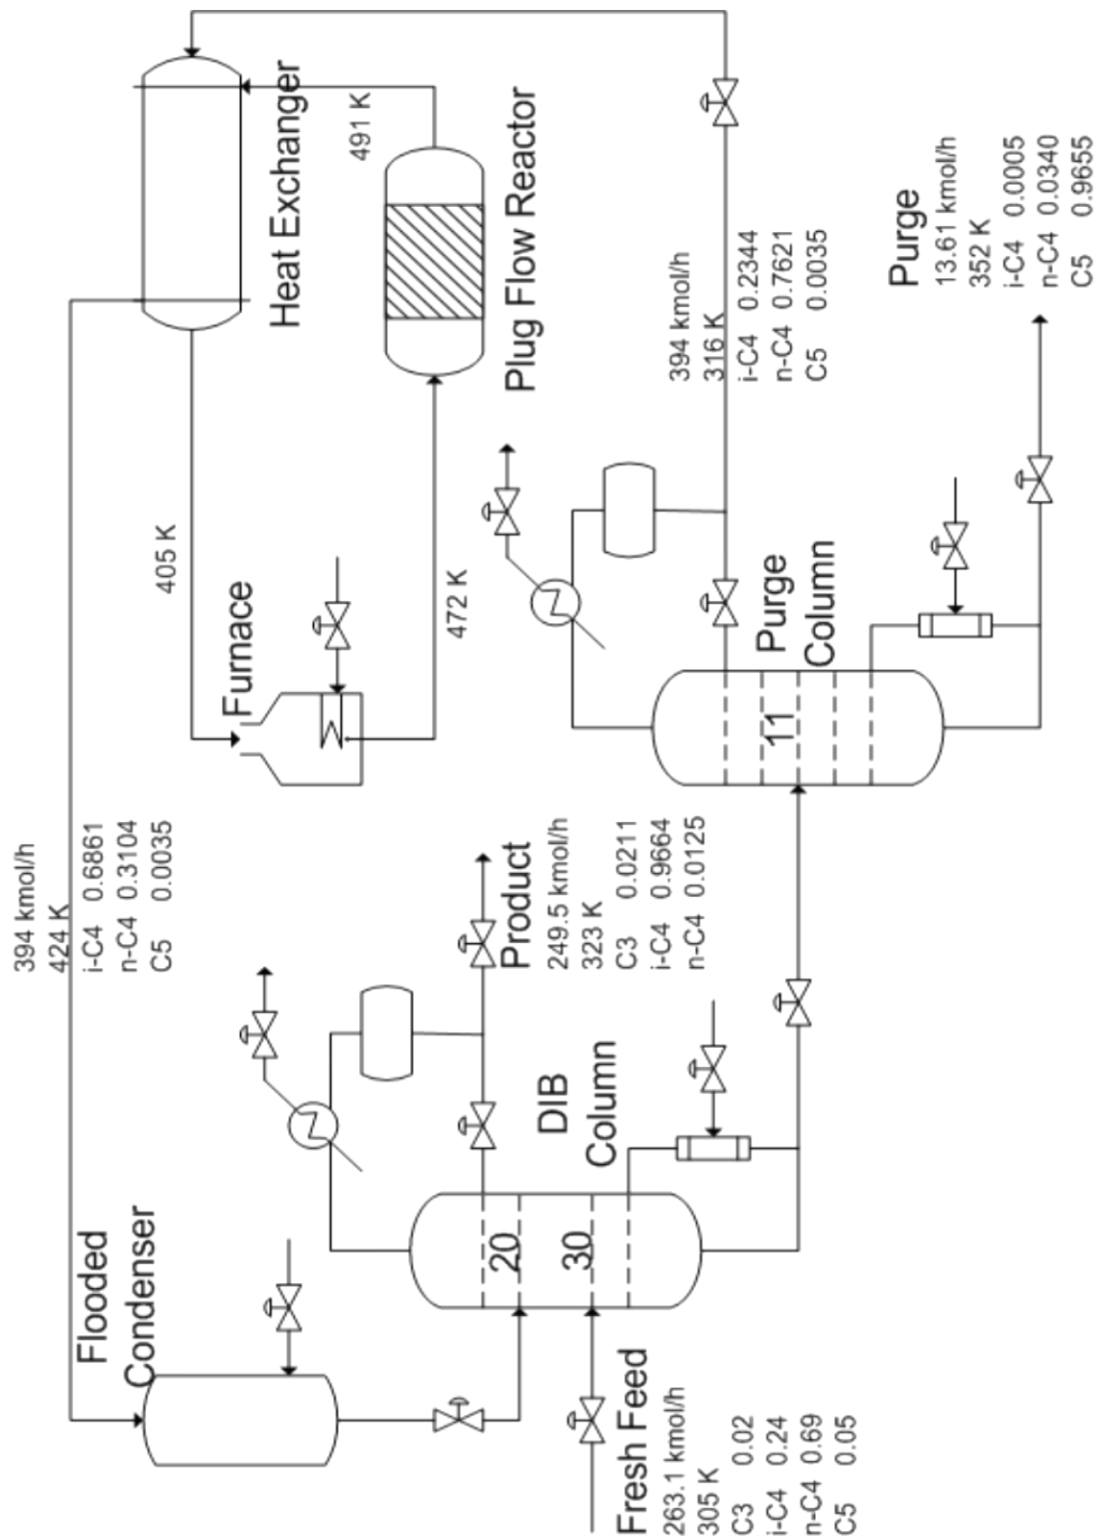 Heat Exchanger
491 K
Plug Flow Reactor
394 kmol/h
316 K
i-C4 0.2344
n-C4 0.7621
C5 0.0035
Purge
13.61 kmol/h
352 K
i-C4 0.0005
n-C4 0.0340
C5 0.9655
405 K
Furnace
472 K
Purge
Column
11
394 kmol/h
424 K
i-C4 0.6861
n-C4 0.3104
C5 0.0035
Product
249.5 kmol/h
323 K
C3 0.0211
i-C4 0.9664
n-C4 0.0125
DIB
Column
20
30
Flooded
Condenser
Fresh Feed
263.1 kmol/h
305 K
C3 0.02
i-C4 0.24
n-C4 0.69
C5 0.05